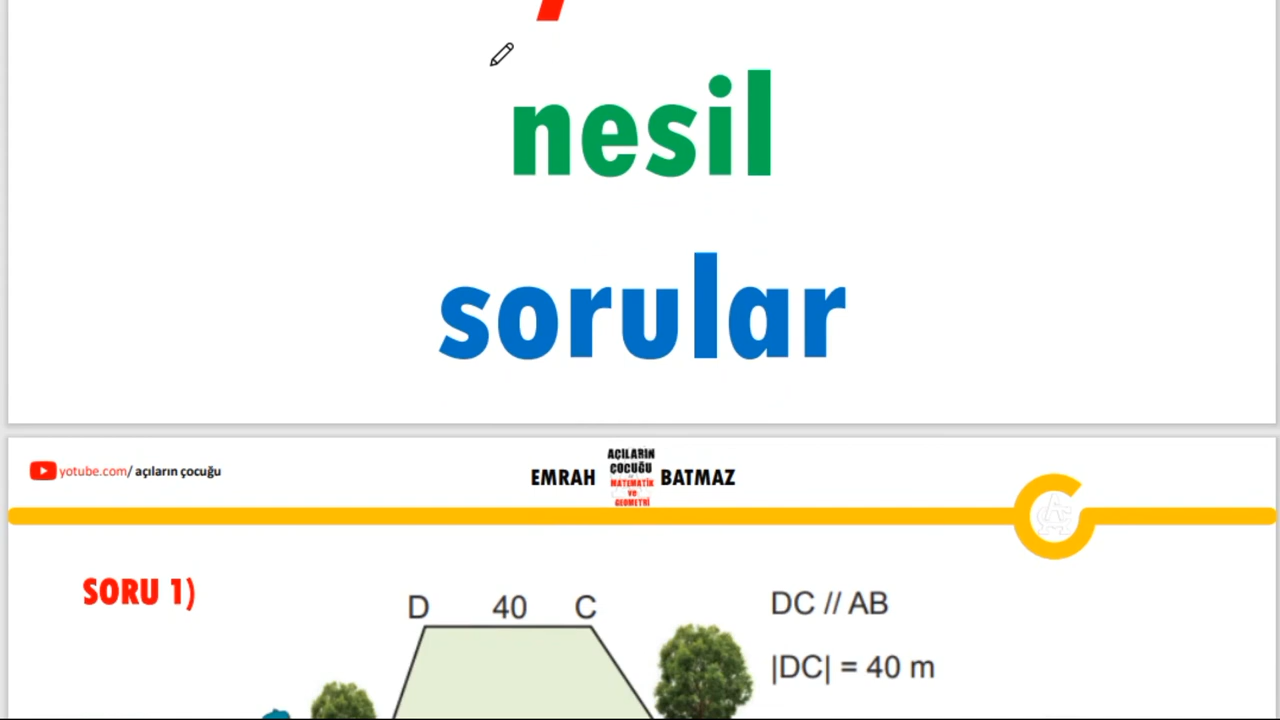 nesil
sorular
yotube.com/ açıların çocuğu
EMRAH
AÇILARIN
ÇOCUĞU
MATEMATİK
ve
GEOMETRİ
BATMAZ
SORU 1)
D 40 C
DC // AB
|DC| = 40 m